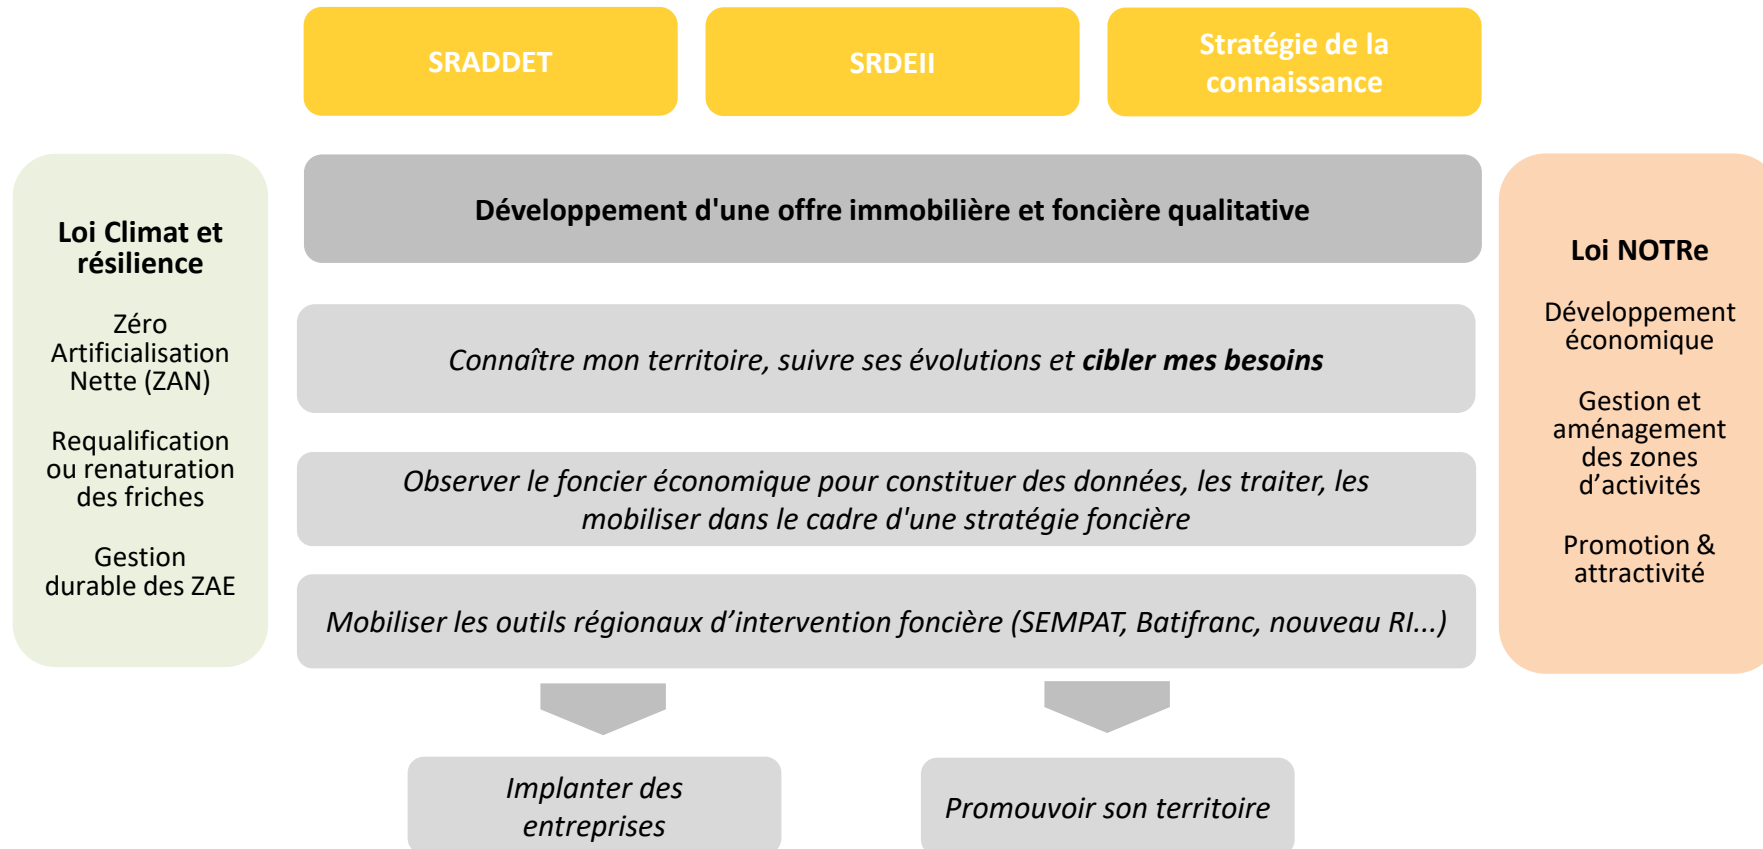 SRADDET
SRDEII
Stratégie de la
connaissance
Loi Climat et
résilience
Zéro
Artificialisation
Nette (ZAN)
Requalification
ou renaturation
des friches
Gestion
durable des ZAE
Développement d'une offre immobilière et foncière qualitative
Connaître mon territoire, suivre ses évolutions et cibler mes besoins
Observer le foncier économique pour constituer des données, les traiter, les
mobiliser dans le cadre d'une stratégie foncière
Mobiliser les outils régionaux d’intervention foncière (SEMPAT, Batifranc, nouveau RI...)
Implanter des
entreprises
Promouvoir son territoire
Loi NOTRe
Développement
économique
Gestion et
aménagement
des zones
d’activités
Promotion &
attractivité